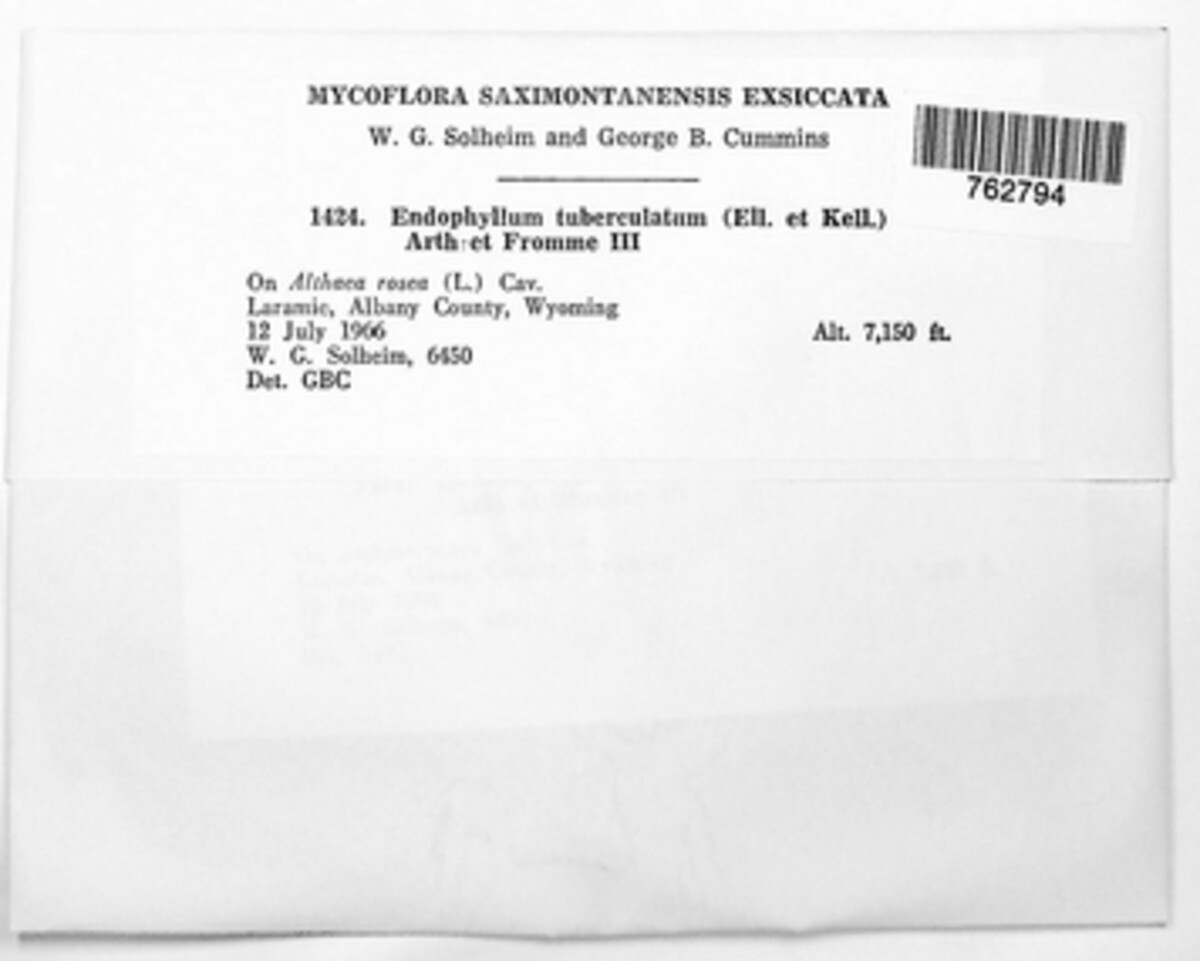 MYCOFLORA SAXIMONTANENSIS EXSICCATA
W. G. Solheim and George B. Cummins
762794
1424. Endophyllum tuberculatum (Ell. et Kell.)
Arth. et Fromme III
On Althaea rosea (L.) Cav.
Laramie, Albany County, Wyoming
12 July 1966 Alt. 7,150 ft.
W. G. Solheim, 6450
Det. GBC